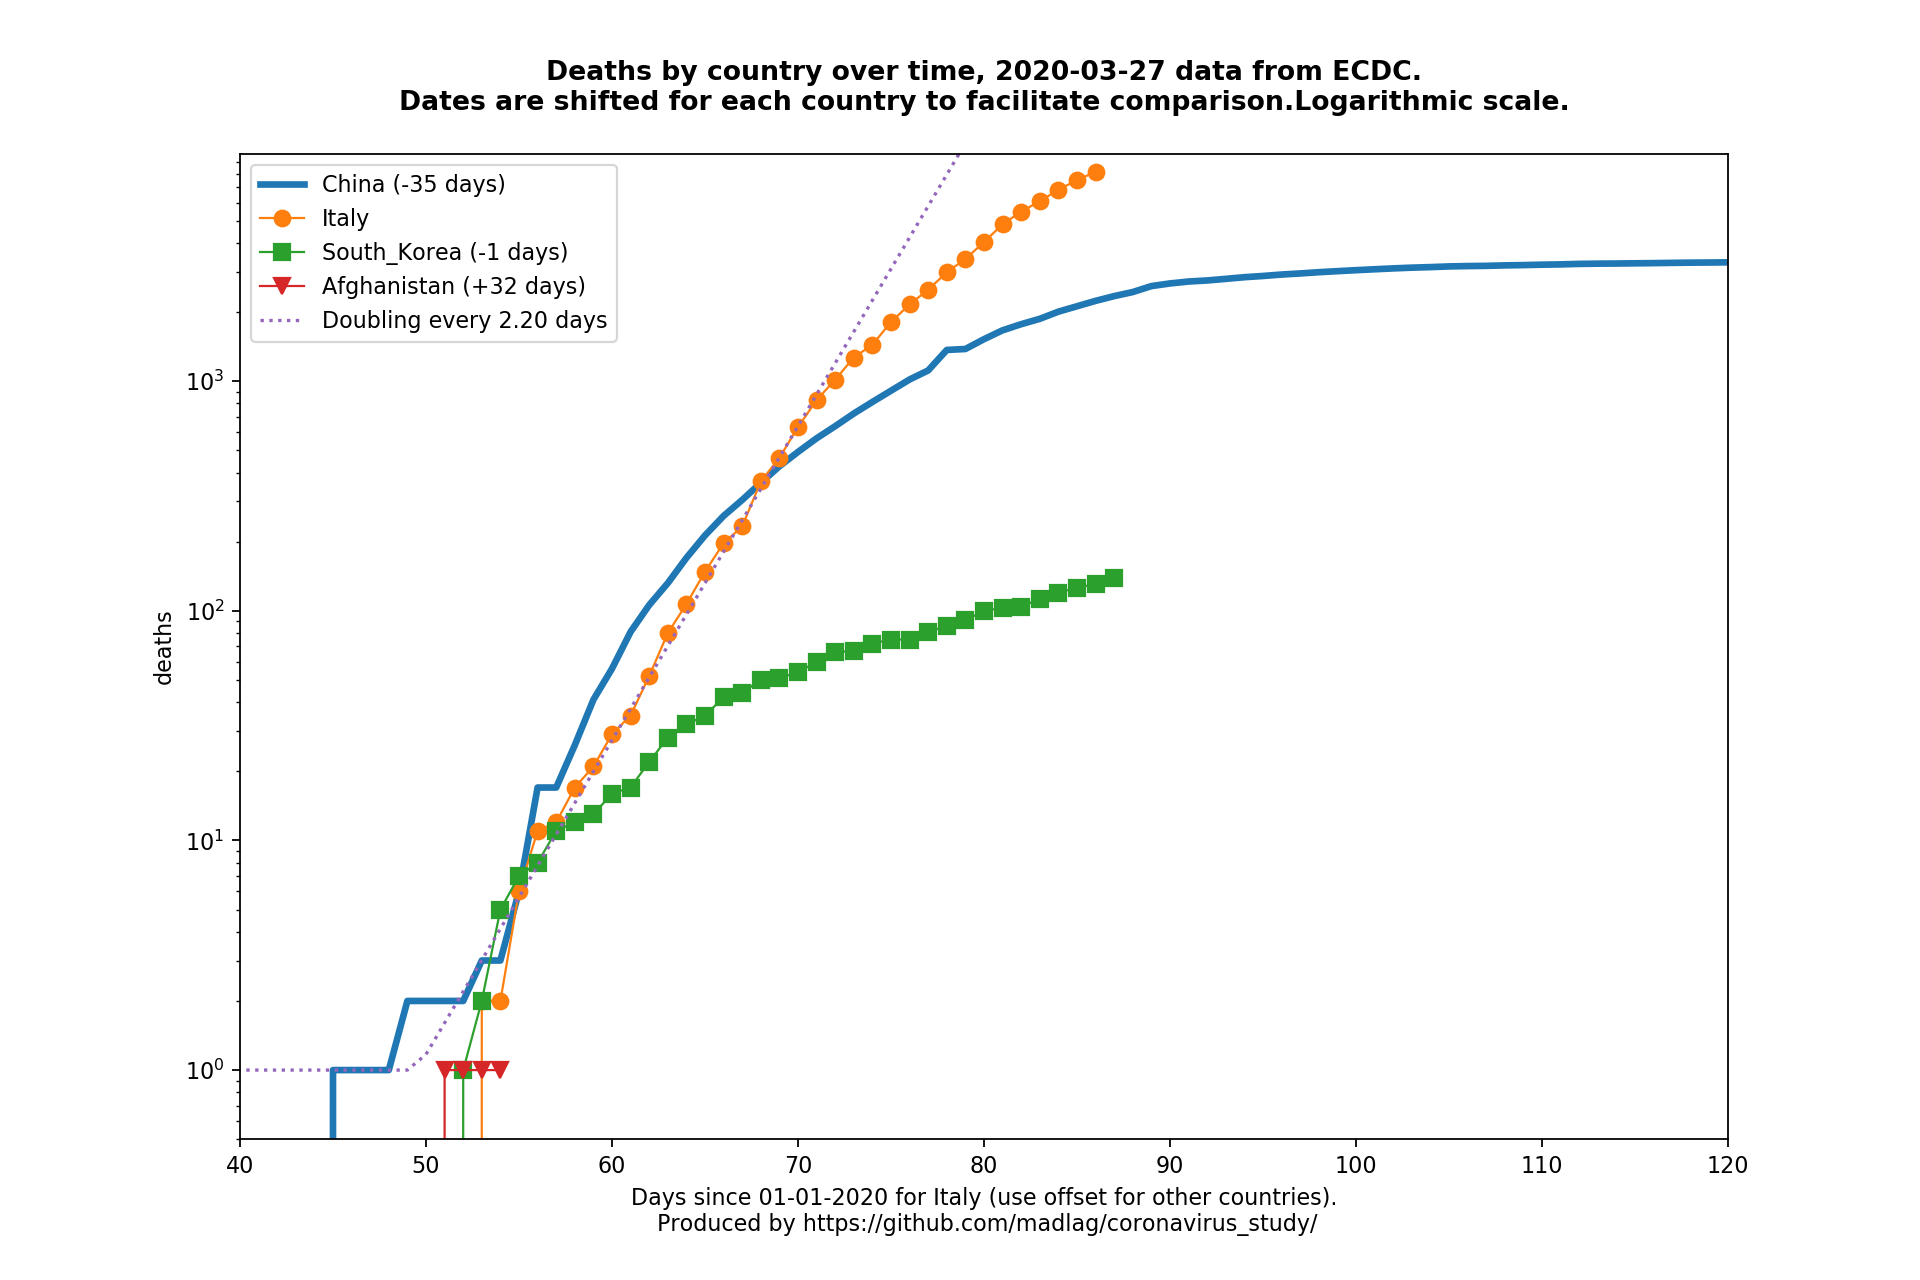 Deaths by country over time, 2020-03-27 data from ECDC.
Dates are shifted for each country to facilitate comparison.Logarithmic scale.
China (-35 days)
Italy
South_Korea (-1 days)
Afghanistan (+32 days)
Doubling every 2.20 days
deaths
10³
10²
10¹
10⁰
40 50 60 70 80 90 100 110 120
Days since 01-01-2020 for Italy (use offset for other countries).
Produced by https://github.com/madlag/coronavirus_study/